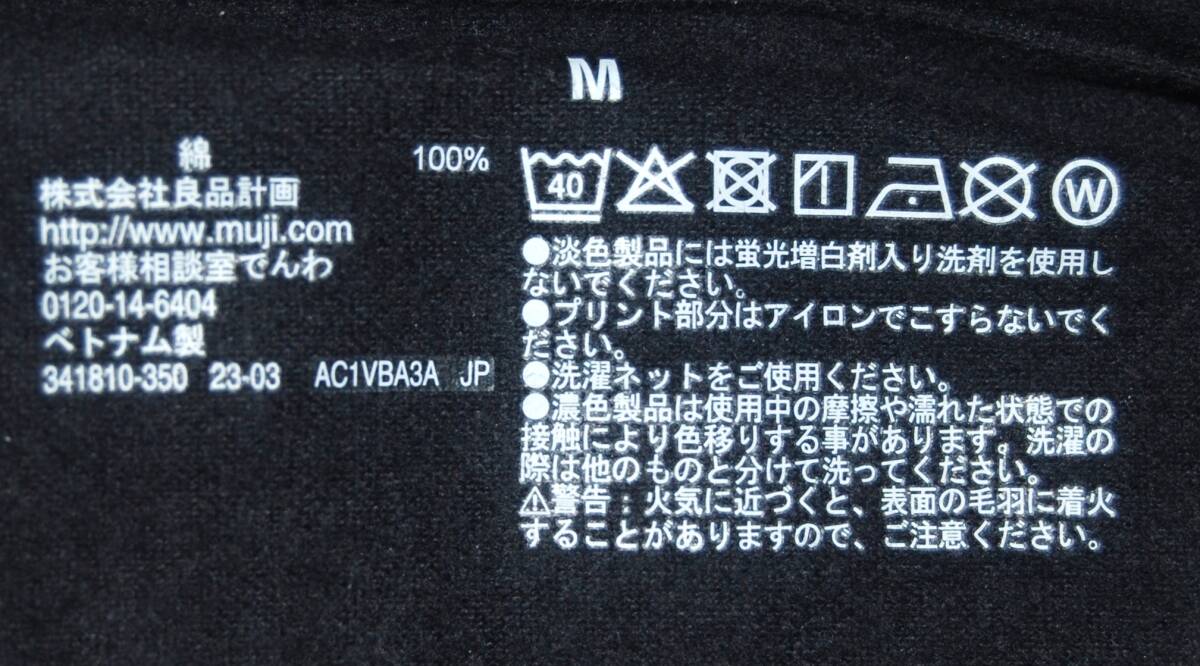 M
綿 100%
株式会社良品計画
http://www.muji.com
お客様相談室でんわ
0120-14-6404
ベトナム製
341810-350 23-03 AC1VBA3A JP
40
W
●淡色製品には蛍光増白剤入り洗剤を使用し
ないでください。
●プリント部分はアイロンでこすらないでく
ださい。
●洗濯ネットをご使用ください。
●濃色製品は使用中の摩擦や濡れた状態での
接触により色移りする事があります。洗濯の
際は他のものと分けて洗ってください。
⚠警告：火気に近づくと、表面の毛羽に着火
することがありますので、ご注意ください。